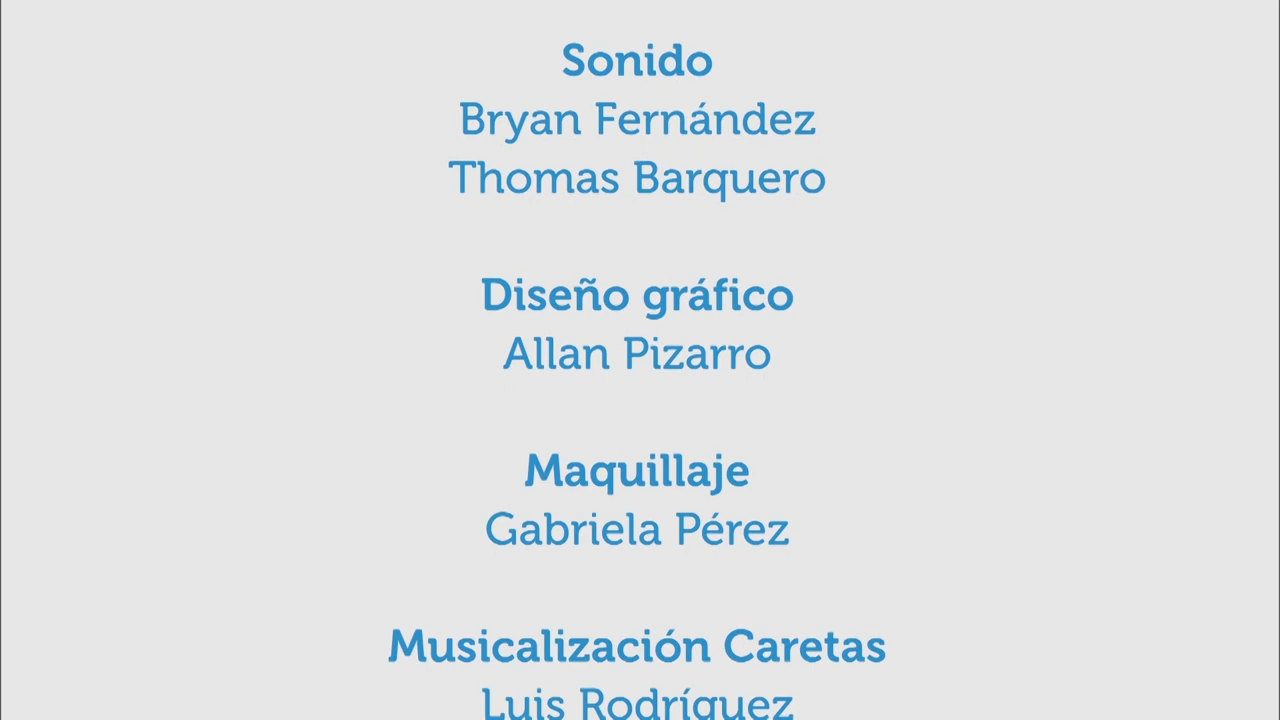 Sonido
Bryan Fernández
Thomas Barquero
Diseño gráfico
Allan Pizarro
Maquillaje
Gabriela Pérez
Musicalización Caretas
Luis Rodríguez